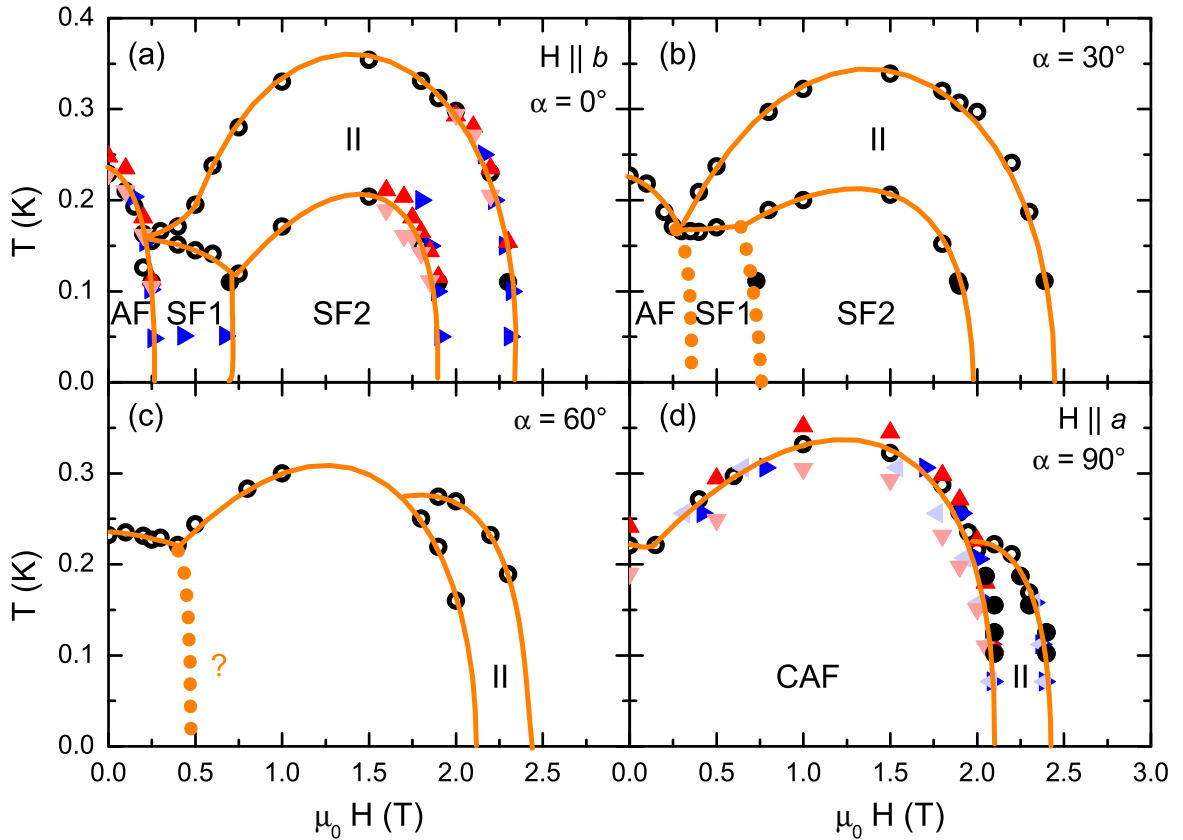 0.4
0.3
0.2
0.1
0.0
T (K)
(a)
H || b
α = 0°
II
AF
SF1
SF2
(b)
α = 30°
II
AF
SF1
SF2
0.3
0.2
0.1
0.0
T (K)
(c)
α = 60°
?
II
0.0 0.5 1.0 1.5 2.0 2.5
μ0 H (T)
(d)
H || a
α = 90°
CAF
II
0.0 0.5 1.0 1.5 2.0 2.5 3.0
μ0 H (T)